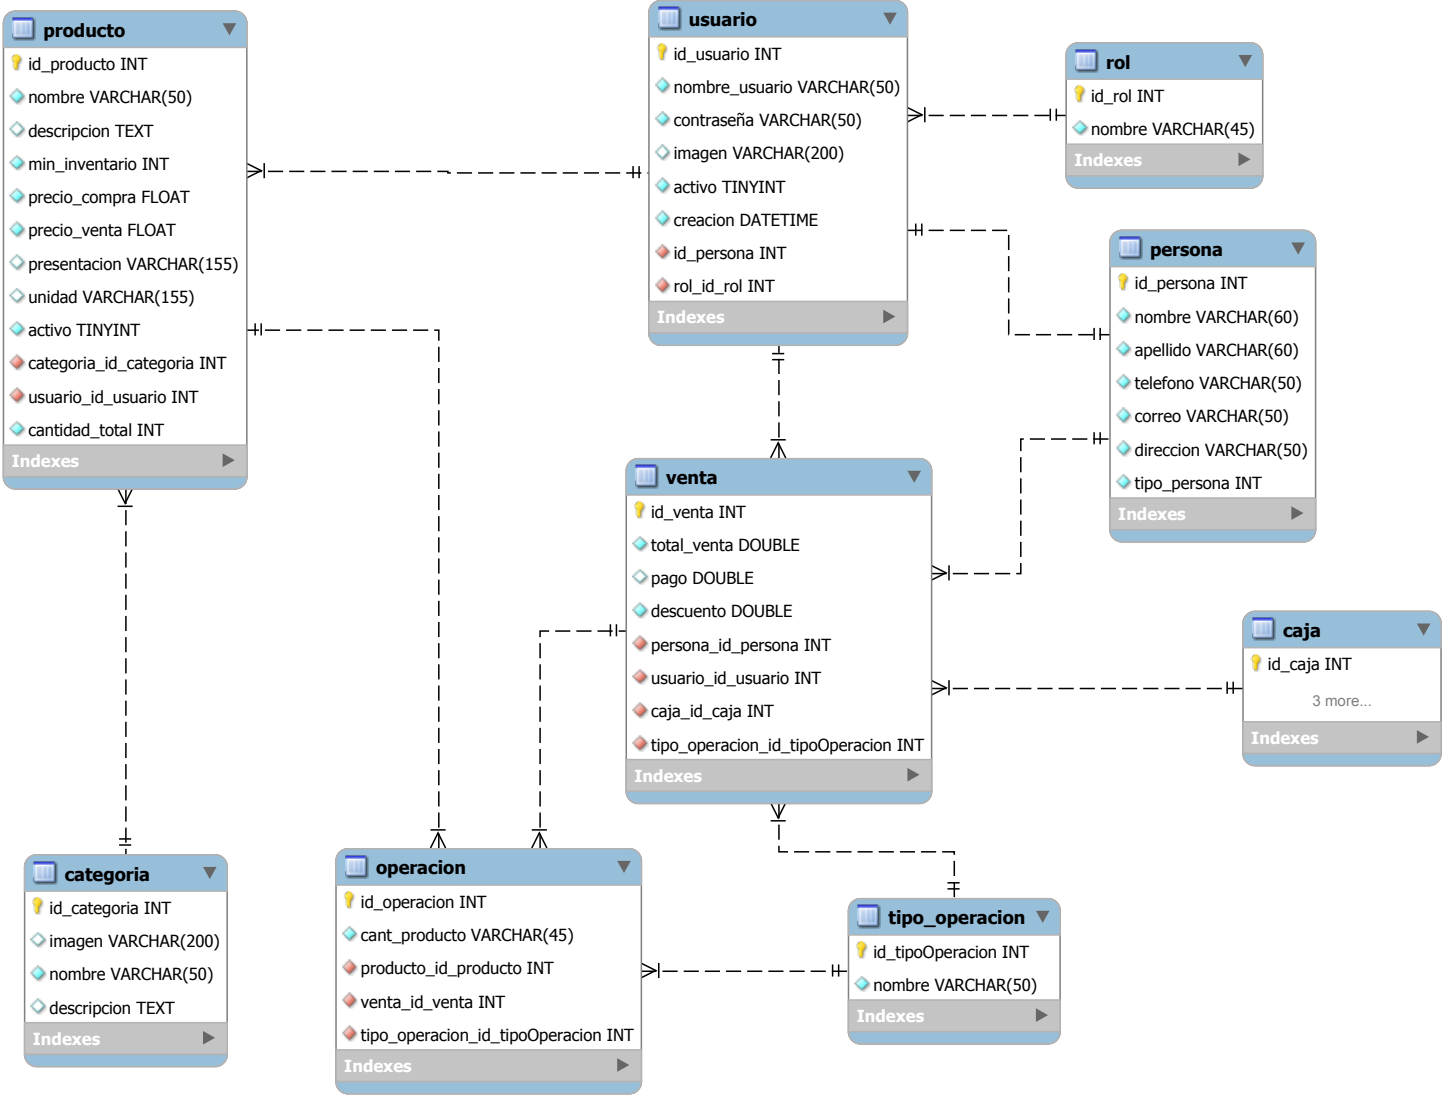 producto
id_producto INT
nombre VARCHAR(50)
descripcion TEXT
min_inventario INT
precio_compra FLOAT
precio_venta FLOAT
presentacion VARCHAR(155)
unidad VARCHAR(155)
activo TINYINT
categoria_id_categoria INT
usuario_id_usuario INT
cantidad_total INT
Indexes
usuario
id_usuario INT
nombre_usuario VARCHAR(50)
contraseña VARCHAR(50)
imagen VARCHAR(200)
activo TINYINT
creacion DATETIME
id_persona INT
rol_id_rol INT
Indexes
rol
id_rol INT
nombre VARCHAR(45)
Indexes
persona
id_persona INT
nombre VARCHAR(60)
apellido VARCHAR(60)
telefono VARCHAR(50)
correo VARCHAR(50)
direccion VARCHAR(50)
tipo_persona INT
Indexes
venta
id_venta INT
total_venta DOUBLE
pago DOUBLE
descuento DOUBLE
persona_id_persona INT
usuario_id_usuario INT
caja_id_caja INT
tipo_operacion_id_tipoOperacion INT
Indexes
caja
id_caja INT
3 more...
Indexes
categoria
id_categoria INT
imagen VARCHAR(200)
nombre VARCHAR(50)
descripcion TEXT
Indexes
operacion
id_operacion INT
cant_producto VARCHAR(45)
producto_id_producto INT
venta_id_venta INT
tipo_operacion_id_tipoOperacion INT
Indexes
tipo_operacion
id_tipoOperacion INT
nombre VARCHAR(50)
Indexes